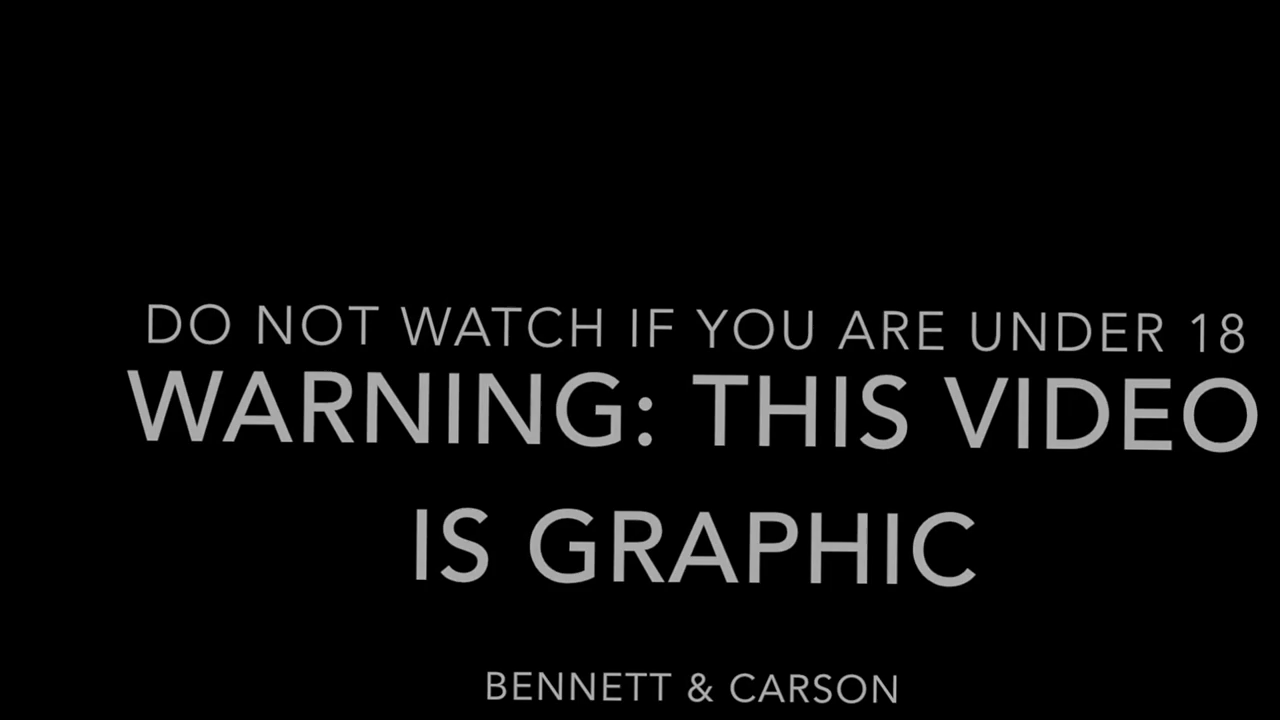 DO NOT WATCH IF YOU ARE UNDER 18
WARNING: THIS VIDEO
IS GRAPHIC
BENNETT & CARSON